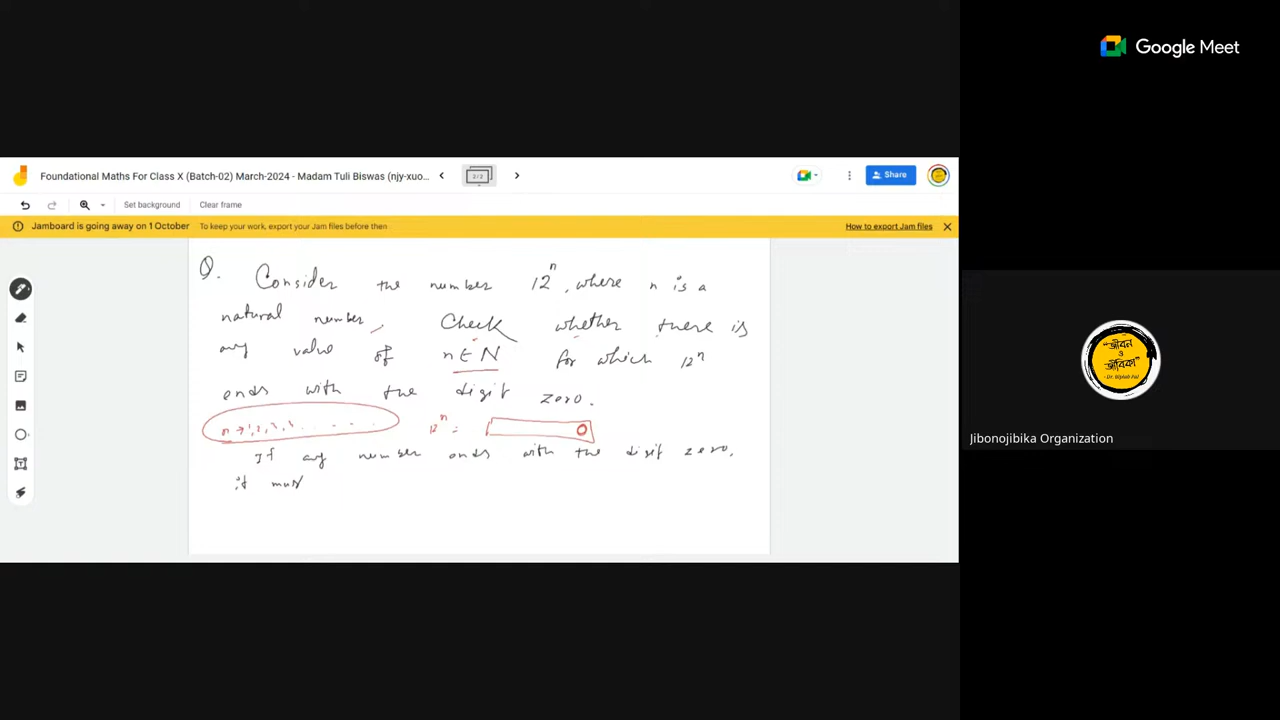 Google Meet
Foundational Maths For Class X (Batch-02) March-2024 - Madam Tuli Biswas (njy-xuo...
2/2
Share
Set background
Clear frame
Jamboard is going away on 1 October
To keep your work, export your Jam files before then
How to export Jam files
Q. Consider the number 12ⁿ, where n is a
natural number, Check whether there is
any value of n ∈ N for which 12ⁿ
ends with the digit zero.
n → 1, 2, 3, 4 . . . . . . 12ⁿ = 0
If any number ends with the digit zero,
it must
"জীবন
ও
জীবিকা"
Jibonojibika Organization